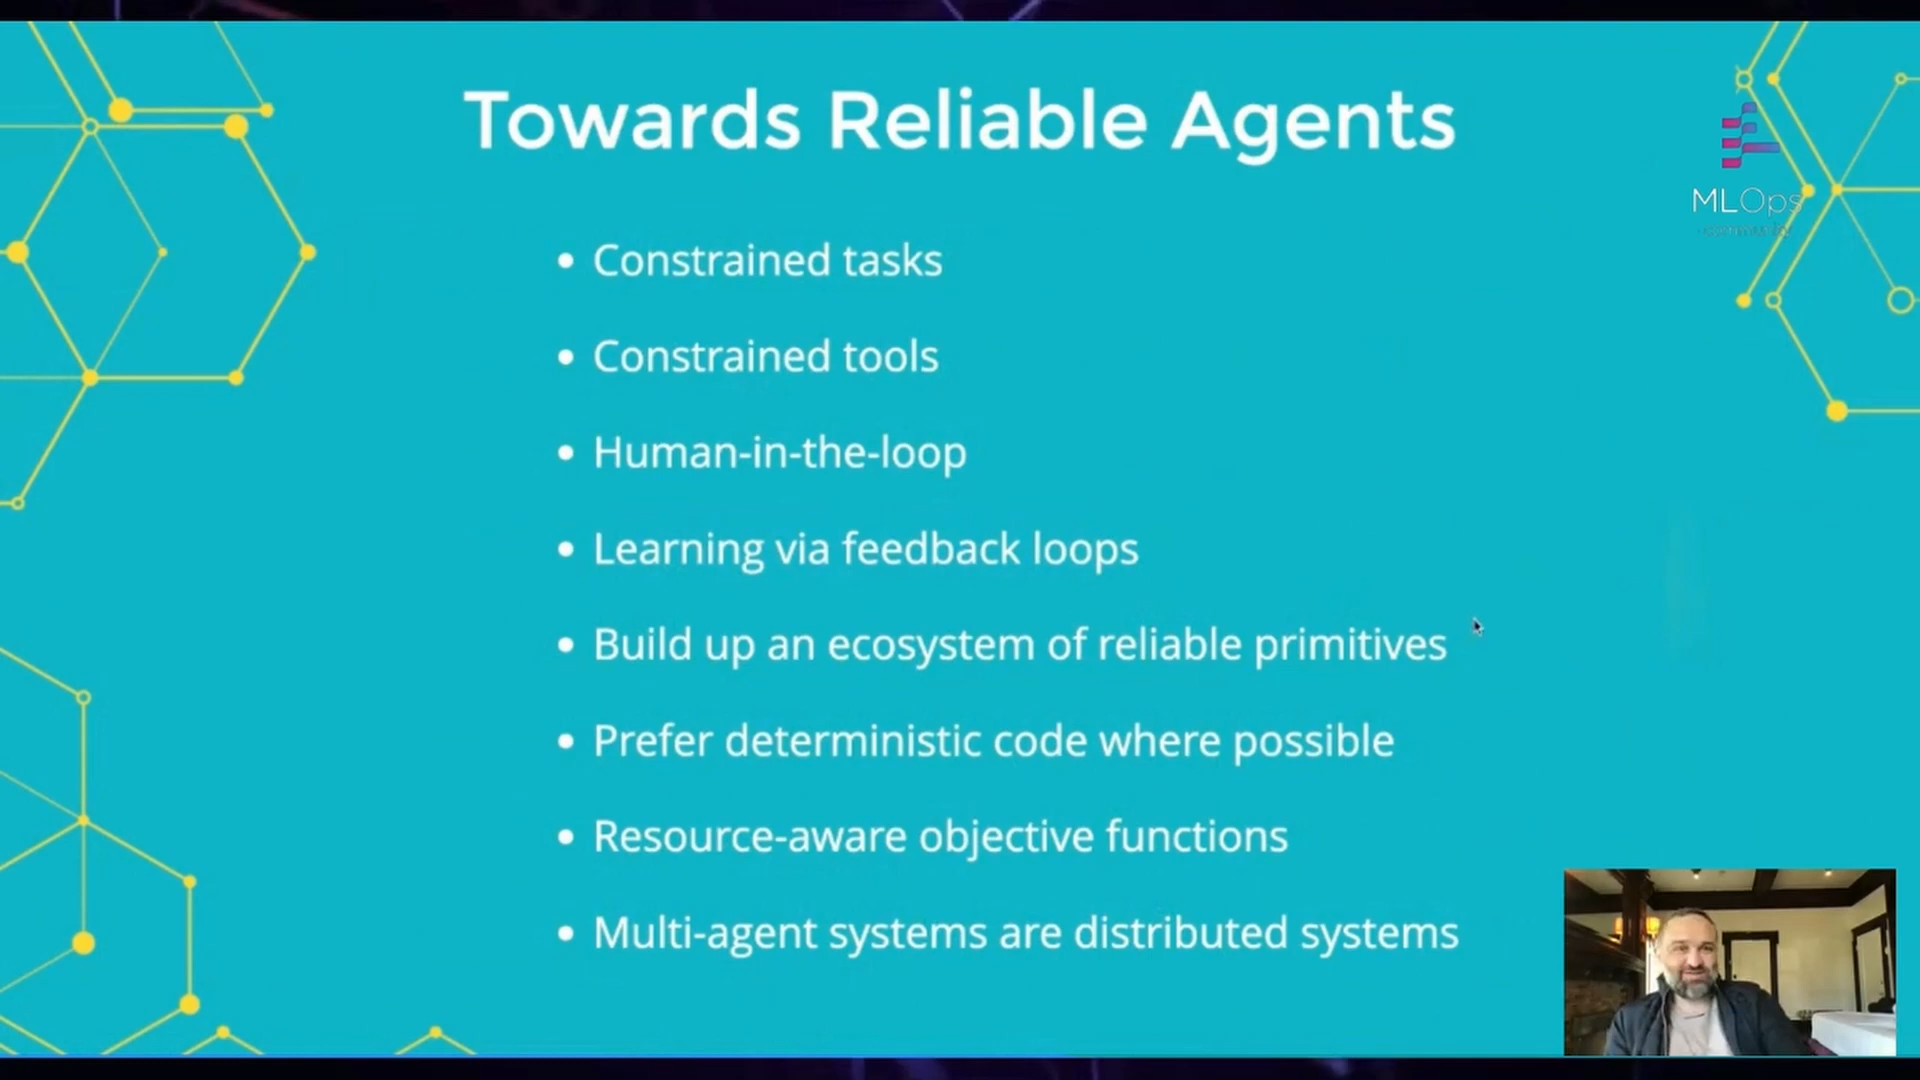 Towards Reliable Agents
MLOps
• Constrained tasks
• Constrained tools
• Human-in-the-loop
• Learning via feedback loops
• Build up an ecosystem of reliable primitives
• Prefer deterministic code where possible
• Resource-aware objective functions
• Multi-agent systems are distributed systems